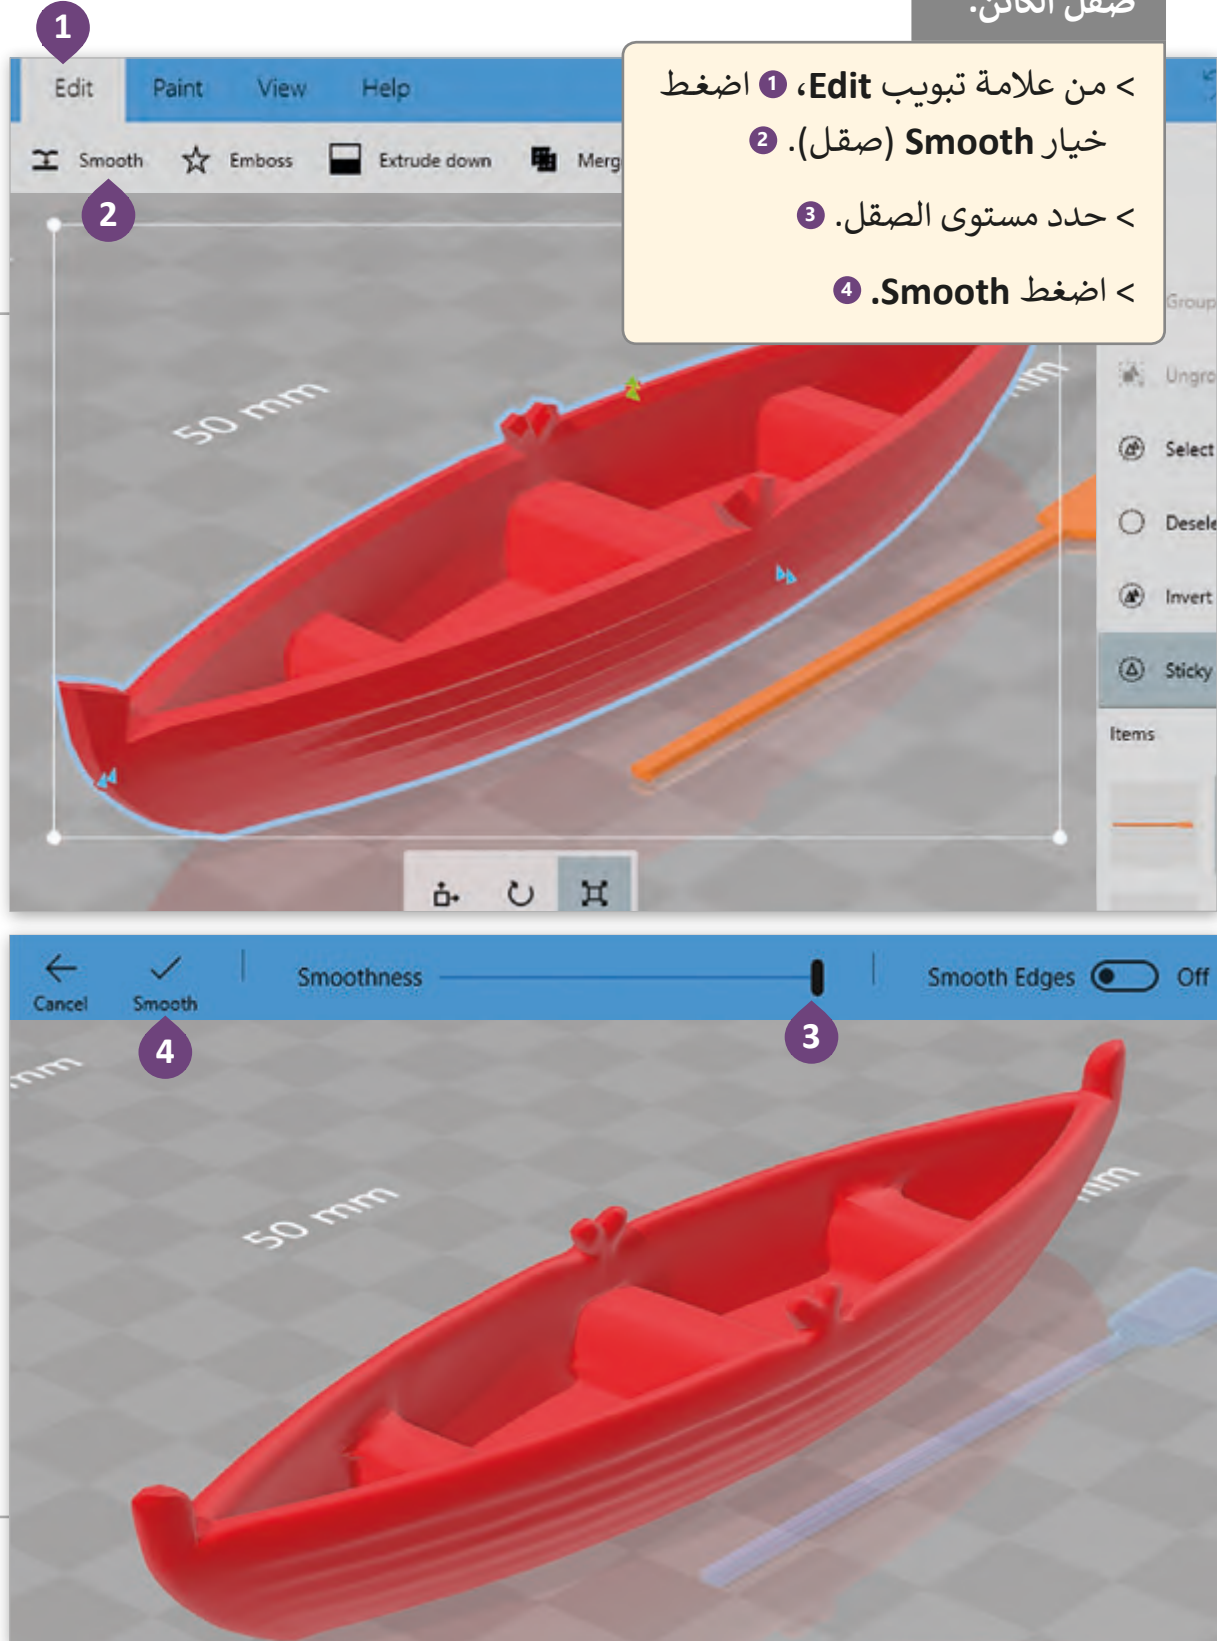 صقل الكائن.
1
Edit Paint View Help
> من علامة تبويب Edit، 1 اضغط
خيار Smooth (صقل). 2
> حدد مستوى الصقل. 3
> اضغط Smooth. 4
Smooth Emboss Extrude down Merg
2
50 mm
mm
Group
Ungro
Select
Desele
Invert
Sticky
Items
Cancel Smooth Smoothness Smooth Edges Off
4
3
mm
50 mm
mm